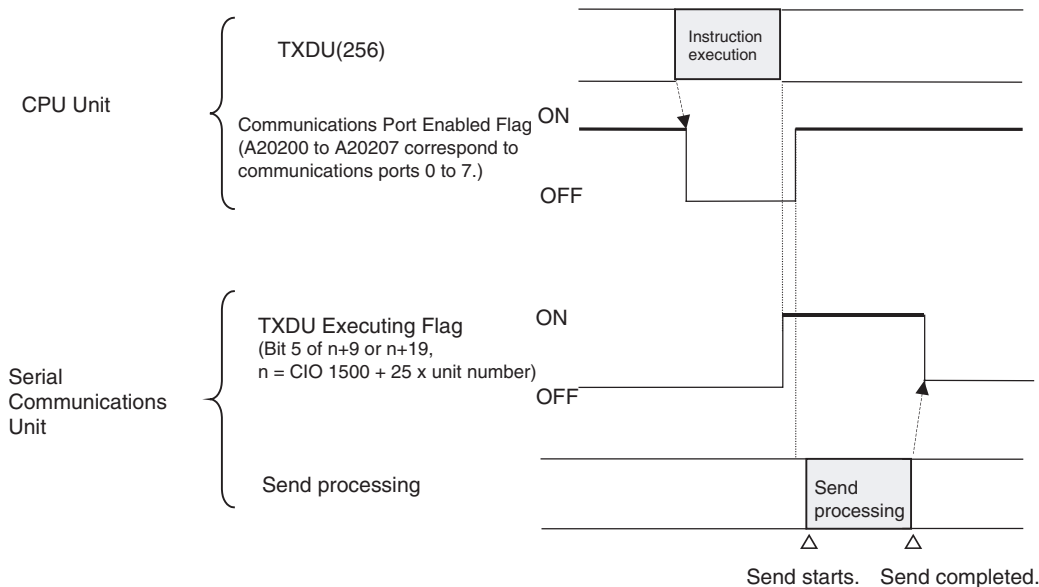 CPU Unit
TXDU(256)
Instruction
execution
Communications Port Enabled Flag
(A20200 to A20207 correspond to
communications ports 0 to 7.)
ON
OFF
Serial
Communications
Unit
TXDU Executing Flag
(Bit 5 of n+9 or n+19,
n = CIO 1500 + 25 x unit number)
ON
OFF
Send processing
Send
processing
Send starts.
Send completed.